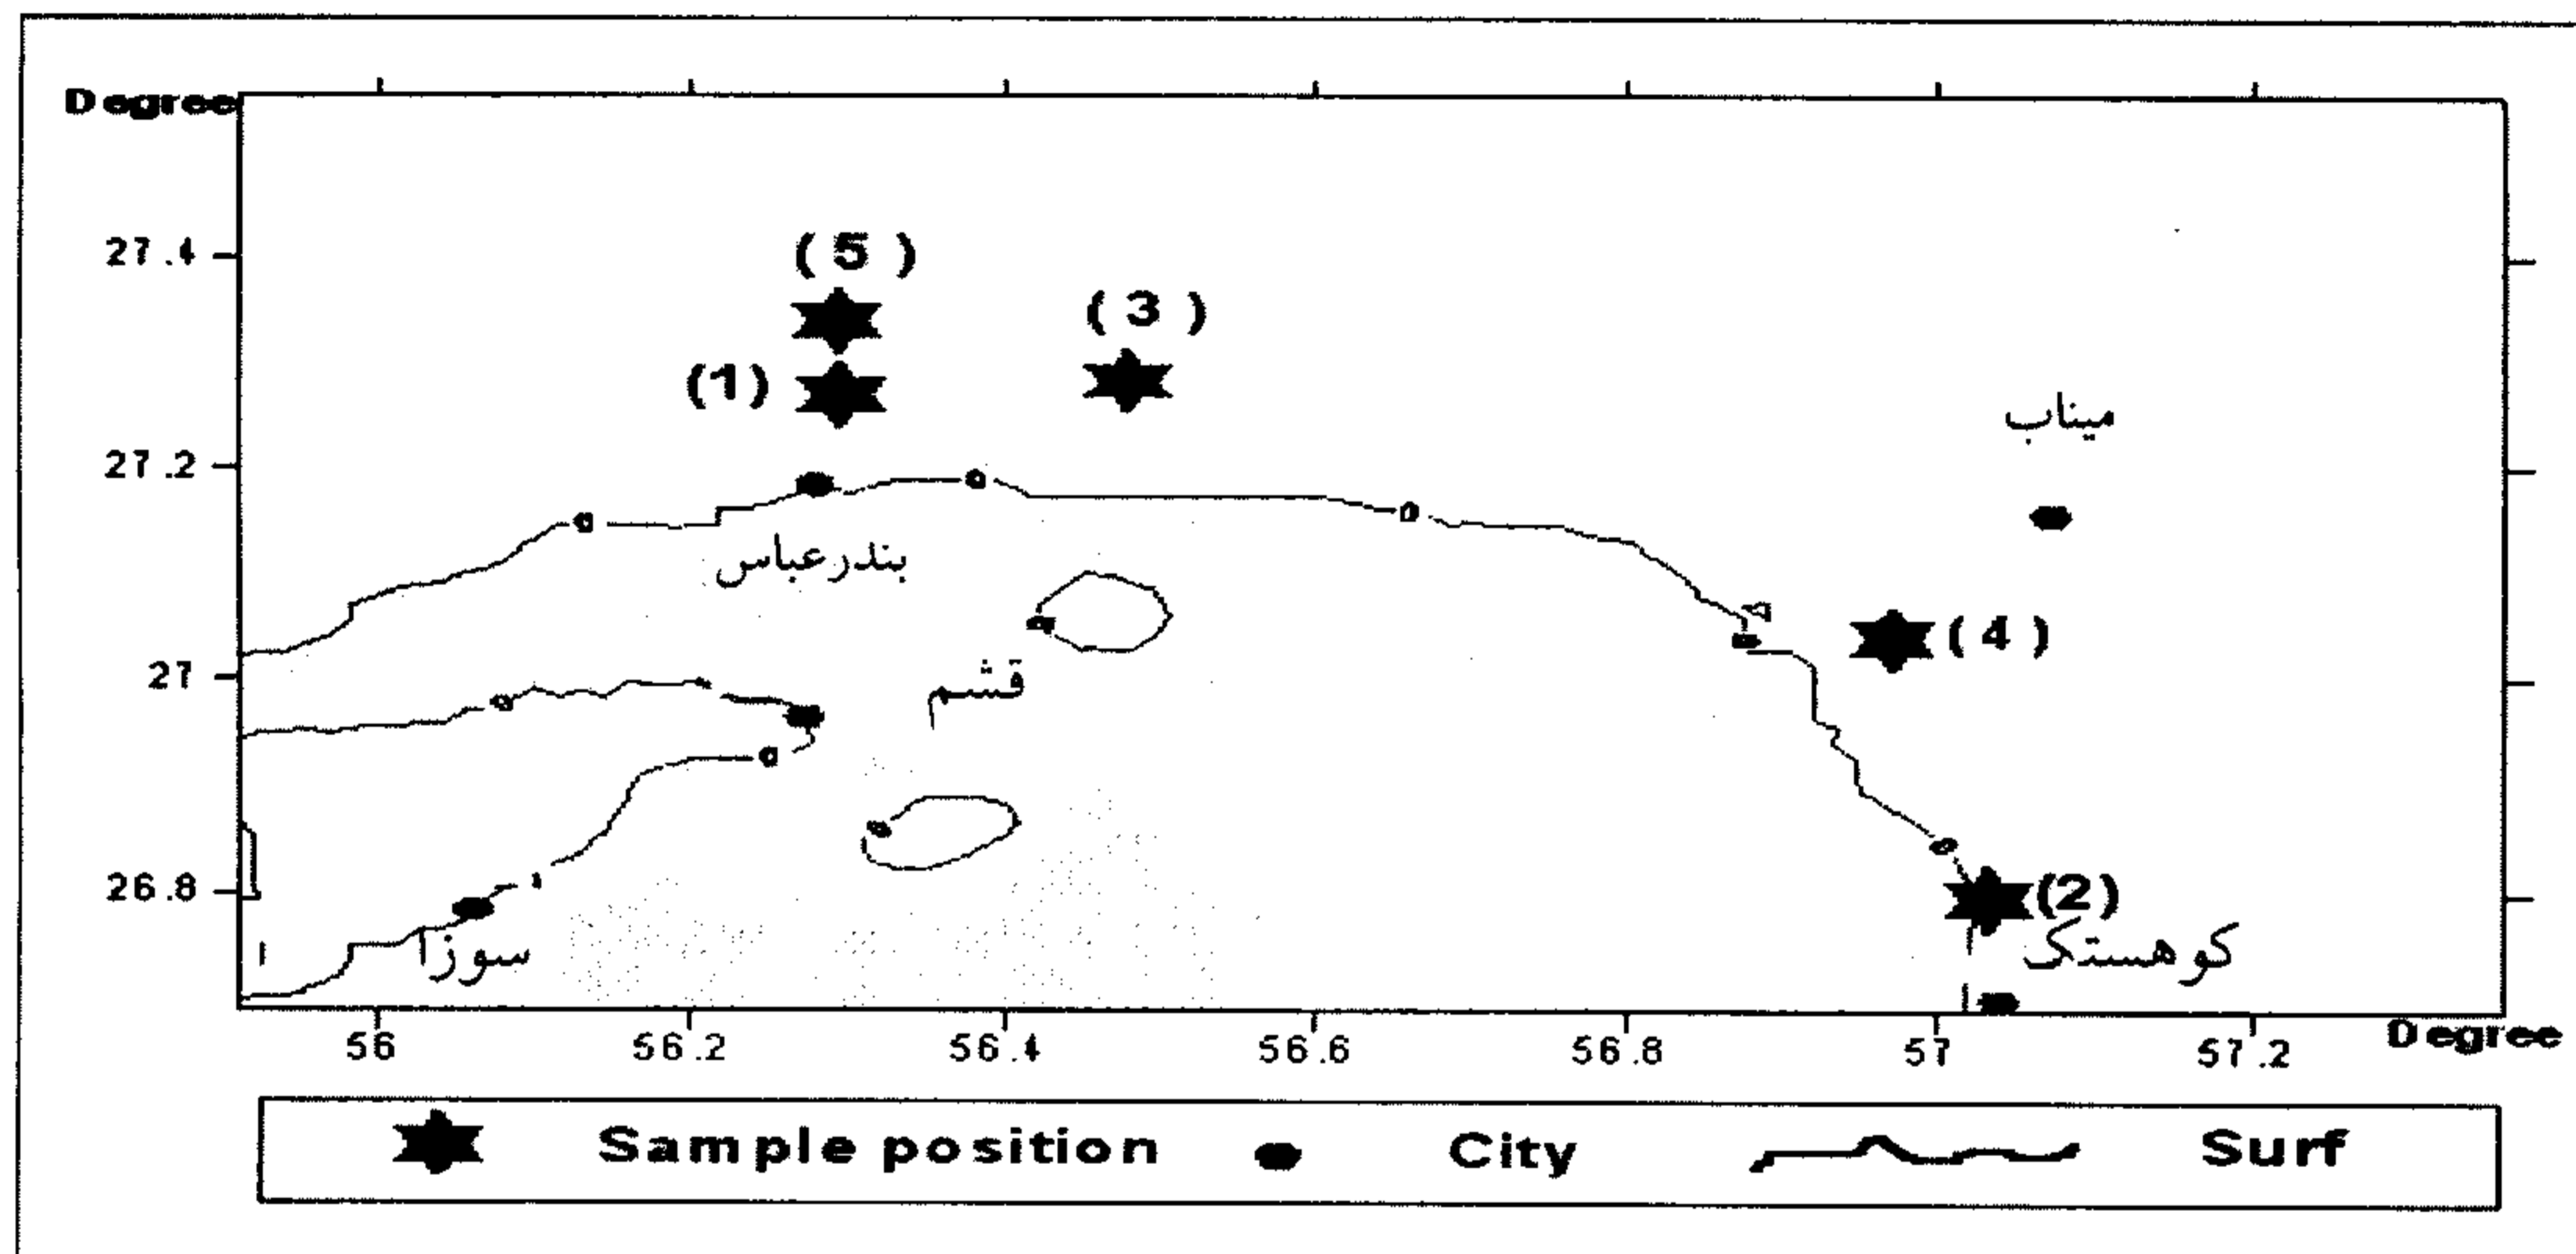 Degree
27.4
(5)
(3)
(1)
میناب
27.2
بندرعباس
(4)
27
قشم
26.8
(2)
سوزا
کوهستک
56 56.2 56.4 56.6 56.8 57 57.2 Degree
Sample position City Surf